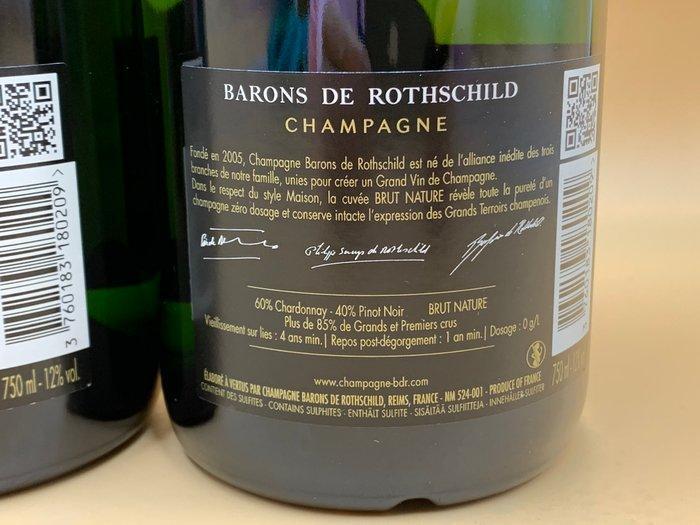 BARONS DE ROTHSCHILD
CHAMPAGNE
Fondé en 2005, Champagne Barons de Rothschild est né de l'alliance inédite des trois
branches de notre famille, unies pour créer un Grand Vin de Champagne.
Dans le respect du style Maison, la cuvée BRUT NATURE révèle toute la pureté d'un
champagne zéro dosage et conserve intacte l'expression des Grands Terroirs champenois.
60% Chardonnay - 40% Pinot Noir BRUT NATURE
Plus de 85% de Grands et Premiers crus
Vieillissement sur lies : 4 ans min. | Repos post-dégorgement : 1 an min. | Dosage : 0 g/L
www.champagne-bdr.com
ÉLABORÉ À VERTUS PAR CHAMPAGNE BARONS DE ROTHSCHILD, REIMS, FRANCE - NM 524-001 - PRODUCE OF FRANCE
CONTIENT DES SULFITES - CONTAINS SULPHITES - ENTHÄLT SULFITE - SISÄLTÄÄ SULFIITTEJA - INNEHÅLLER SULFITER
3 760183 180209 >
750 ml - 12% vol.
750 ml